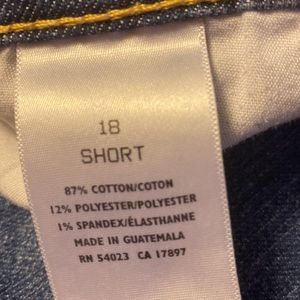 18
SHORT
87% COTTON/COTON
12% POLYESTER/POLYESTER
1% SPANDEX/ÉLASTHANNE
MADE IN GUATEMALA
RN 54023 CA 17897